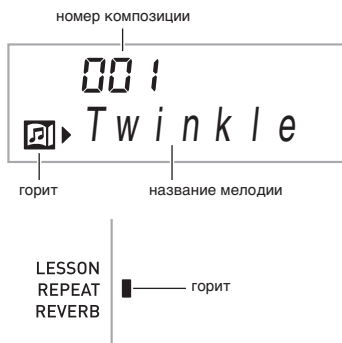 номер композиции
001
Twinkle
горит
название мелодии
LESSON
REPEAT
горит
REVERB